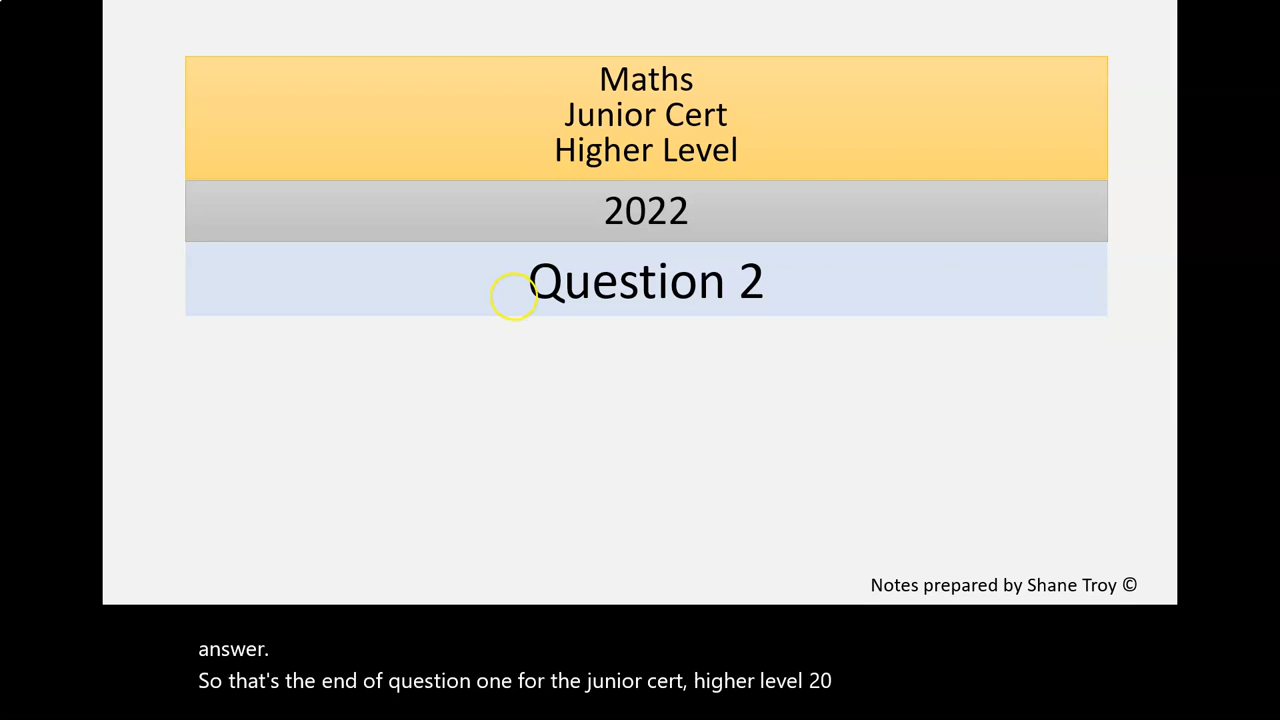 Maths
Junior Cert
Higher Level
2022
Question 2
Notes prepared by Shane Troy ©
answer.
So that's the end of question one for the junior cert, higher level 20